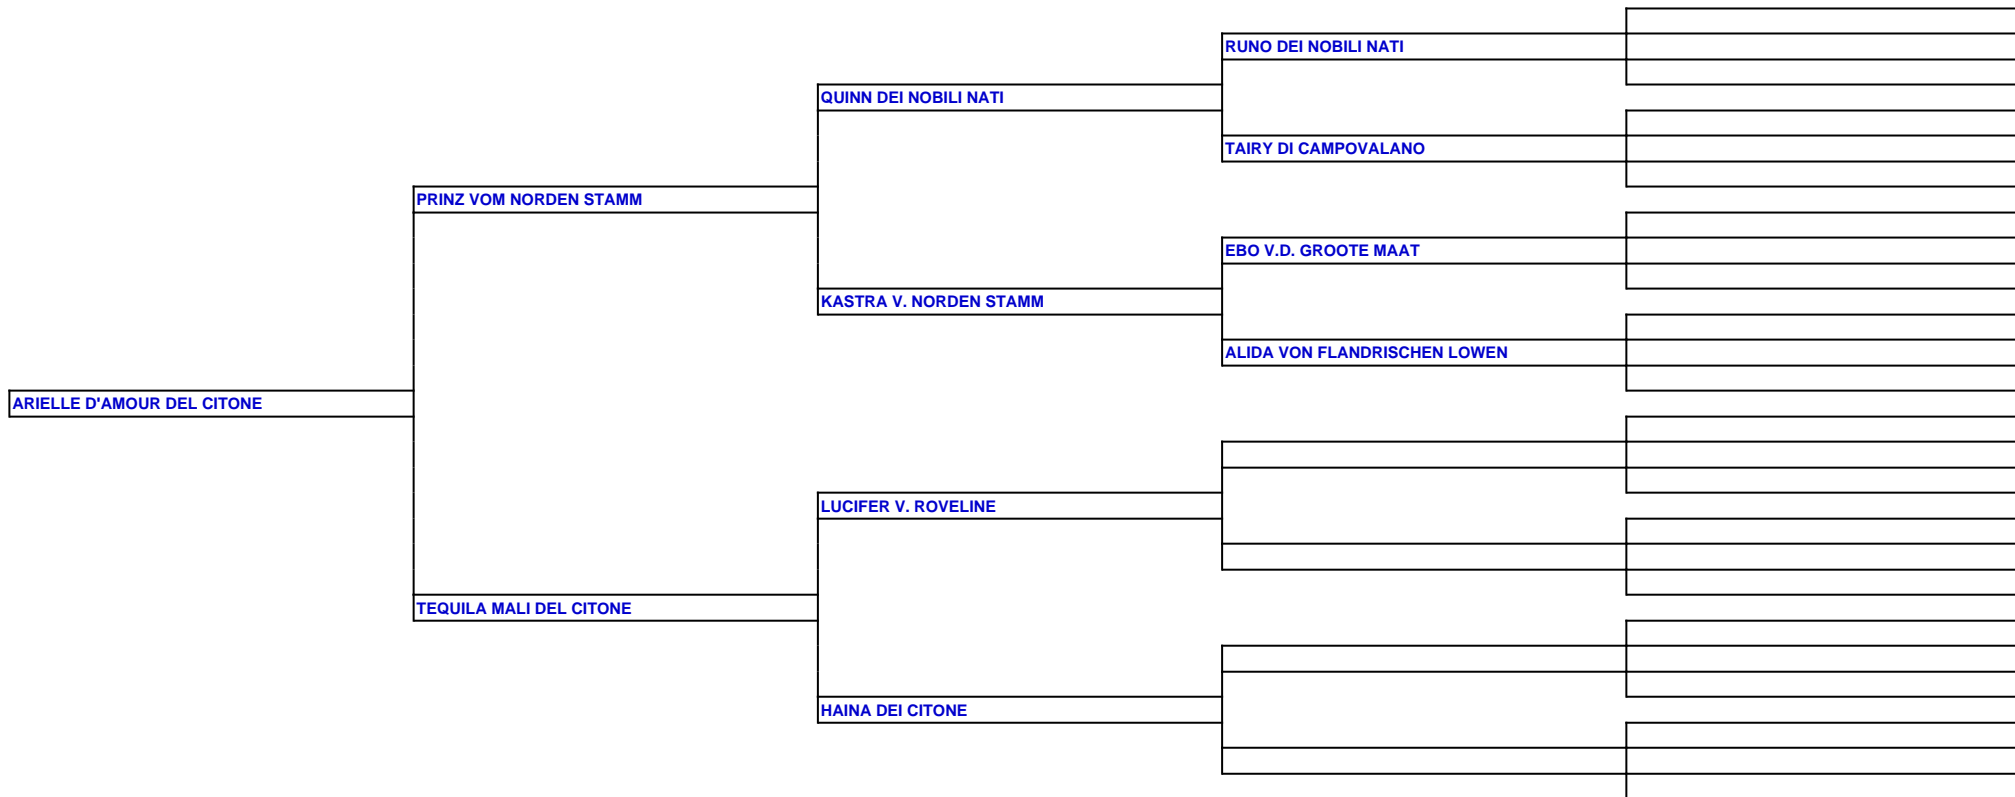 RUNO DEI NOBILI NATI
QUINN DEI NOBILI NATI
TAIRY DI CAMPOVALANO
PRINZ VOM NORDEN STAMM
EBO V.D. GROOTE MAAT
KASTRA V. NORDEN STAMM
ALIDA VON FLANDRISCHEN LOWEN
ARIELLE D'AMOUR DEL CITONE
LUCIFER V. ROVELINE
TEQUILA MALI DEL CITONE
HAINA DEI CITONE